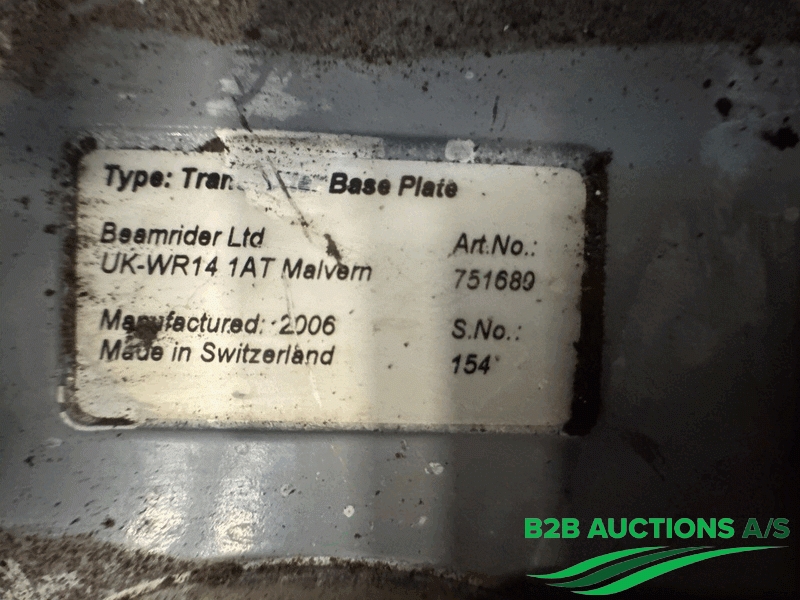 Type: Base Plate
Beamrider Ltd
UK-WR14 1AT Malvern
Art.No.:
751689
Manufactured: 2006
Made in Switzerland
S.No.:
154
B2B AUCTIONS A/S